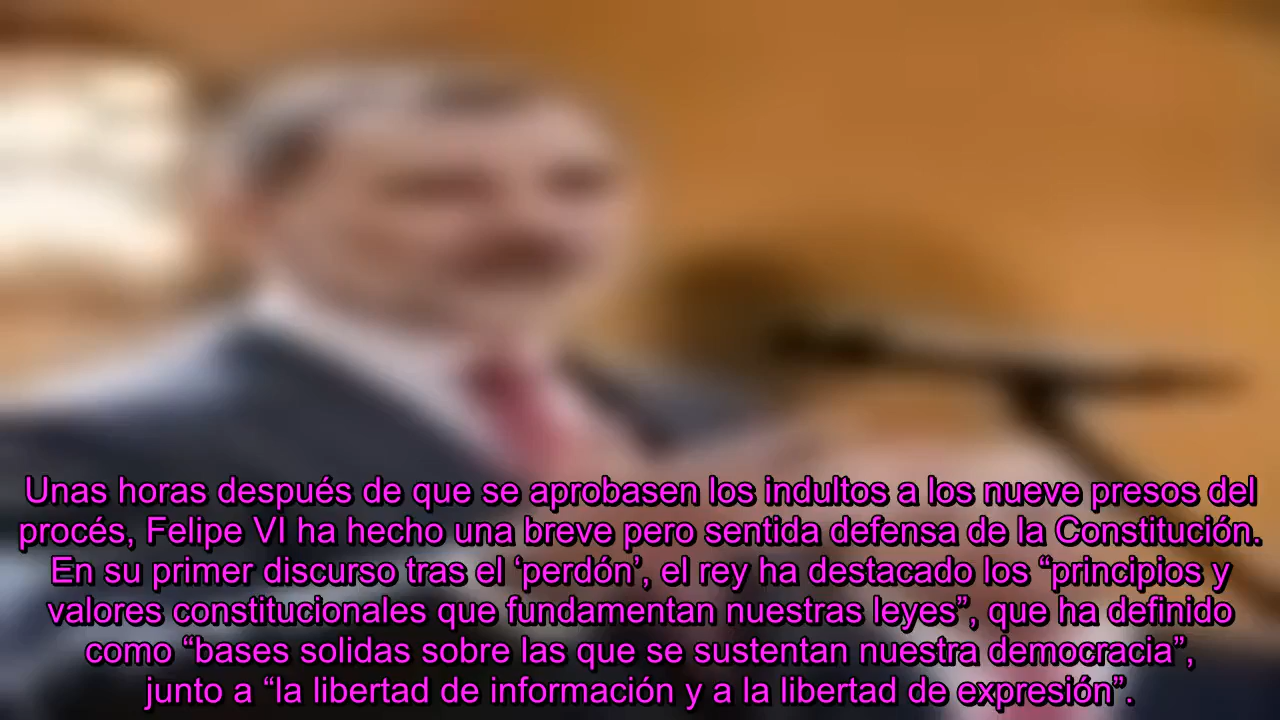 Unas horas después de que se aprobasen los indultos a los nueve presos del
procés, Felipe VI ha hecho una breve pero sentida defensa de la Constitución.
En su primer discurso tras el ‘perdón’, el rey ha destacado los “principios y
valores constitucionales que fundamentan nuestras leyes”, que ha definido
como “bases solidas sobre las que se sustentan nuestra democracia”,
junto a “la libertad de información y a la libertad de expresión”.